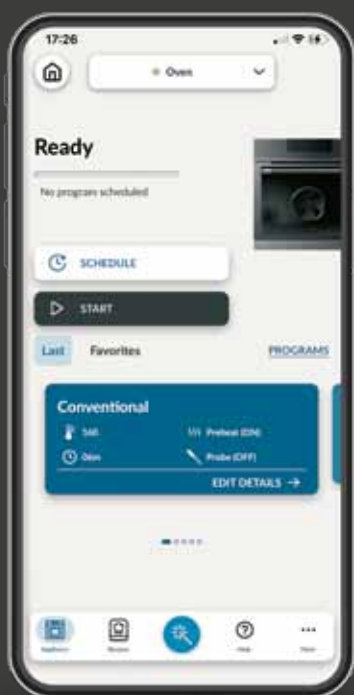 17:26
Oven
Ready
No program scheduled
SCHEDULE
START
Last Favorites PROGRAMS
Conventional
Preheat (ON)
Probe (OFF)
EDIT DETAILS →
Help